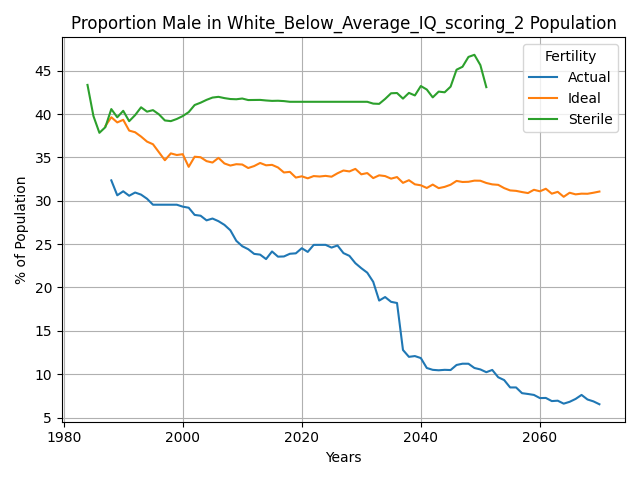 Proportion Male in White_Below_Average_IQ_scoring_2 Population
Fertility
Actual
Ideal
Sterile
% of Population
45
40
35
30
25
20
15
10
5
1980
2000
2020
2040
2060
Years